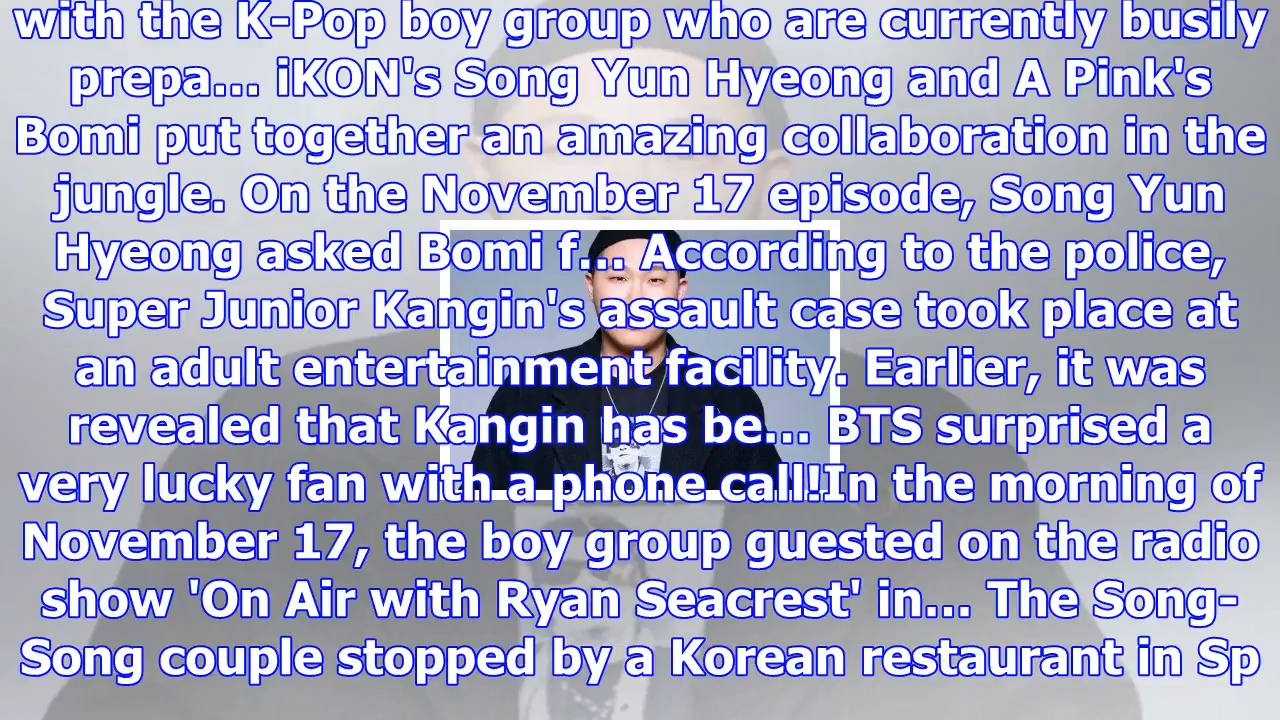 with the K-Pop boy group who are currently busily
prepa... iKON's Song Yun Hyeong and A Pink's
Bomi put together an amazing collaboration in the
jungle. On the November 17 episode, Song Yun
Hyeong asked Bomi f... According to the police,
Super Junior Kangin's assault case took place at
an adult entertainment facility. Earlier, it was
revealed that Kangin has be... BTS surprised a
very lucky fan with a phone call!In the morning of
November 17, the boy group guested on the radio
show 'On Air with Ryan Seacrest' in... The Song-
Song couple stopped by a Korean restaurant in Sp